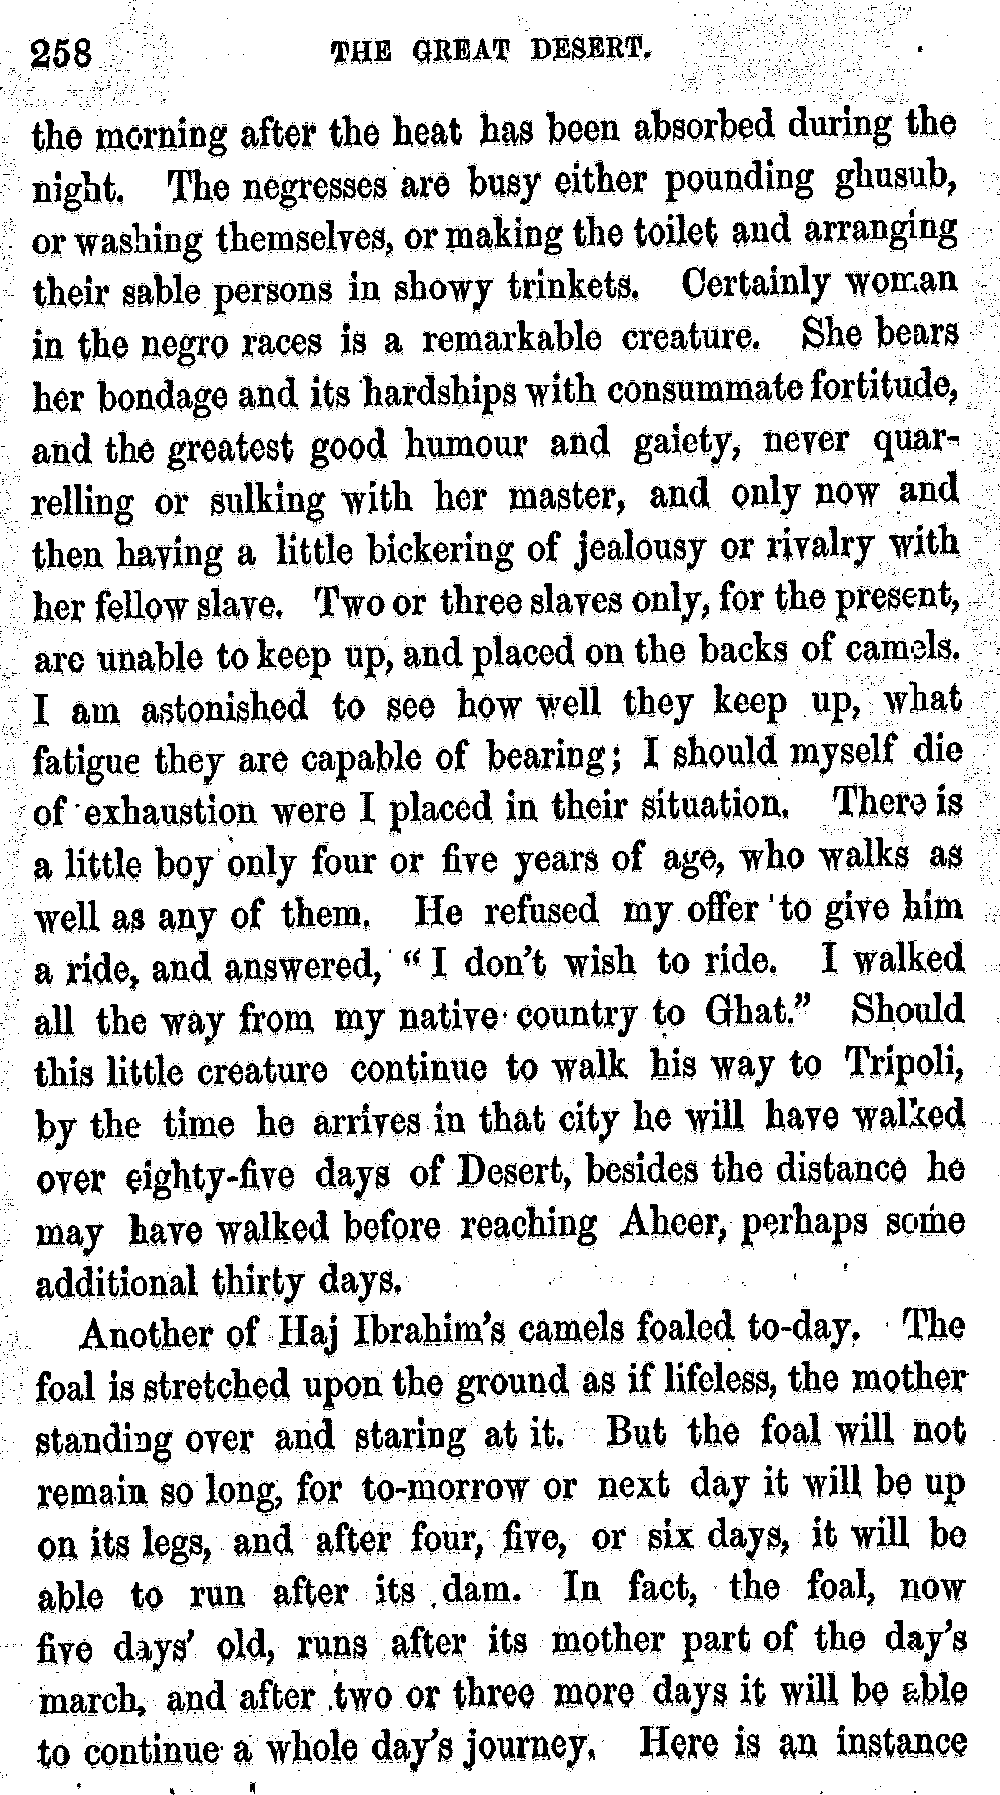 258 THE GREAT DESERT.
the morning after the heat has been absorbed during the
night. The negresses are busy either pounding ghusub,
or washing themselves, or making the toilet and arranging
their sable persons in showy trinkets. Certainly woman
in the negro races is a remarkable creature. She bears
her bondage and its hardships with consummate fortitude,
and the greatest good humour and gaiety, never quar-
relling or sulking with her master, and only now and
then having a little bickering of jealousy or rivalry with
her fellow slave. Two or three slaves only, for the present,
are unable to keep up, and placed on the backs of camels.
I am astonished to see how well they keep up, what
fatigue they are capable of bearing; I should myself die
of exhaustion were I placed in their situation. There is
a little boy only four or five years of age, who walks as
well as any of them. He refused my offer to give him
a ride, and answered, “I don't wish to ride. I walked
all the way from my native country to Ghat.” Should
this little creature continue to walk his way to Tripoli,
by the time he arrives in that city he will have walked
over eighty-five days of Desert, besides the distance he
may have walked before reaching Aheer, perhaps some
additional thirty days.
Another of Haj Ibrahim's camels foaled to-day. The
foal is stretched upon the ground as if lifeless, the mother
standing over and staring at it. But the foal will not
remain so long, for to-morrow or next day it will be up
on its legs, and after four, five, or six days, it will be
able to run after its dam. In fact, the foal, now
five days' old, runs after its mother part of the day's
march, and after two or three more days it will be able
to continue a whole day's journey. Here is an instance